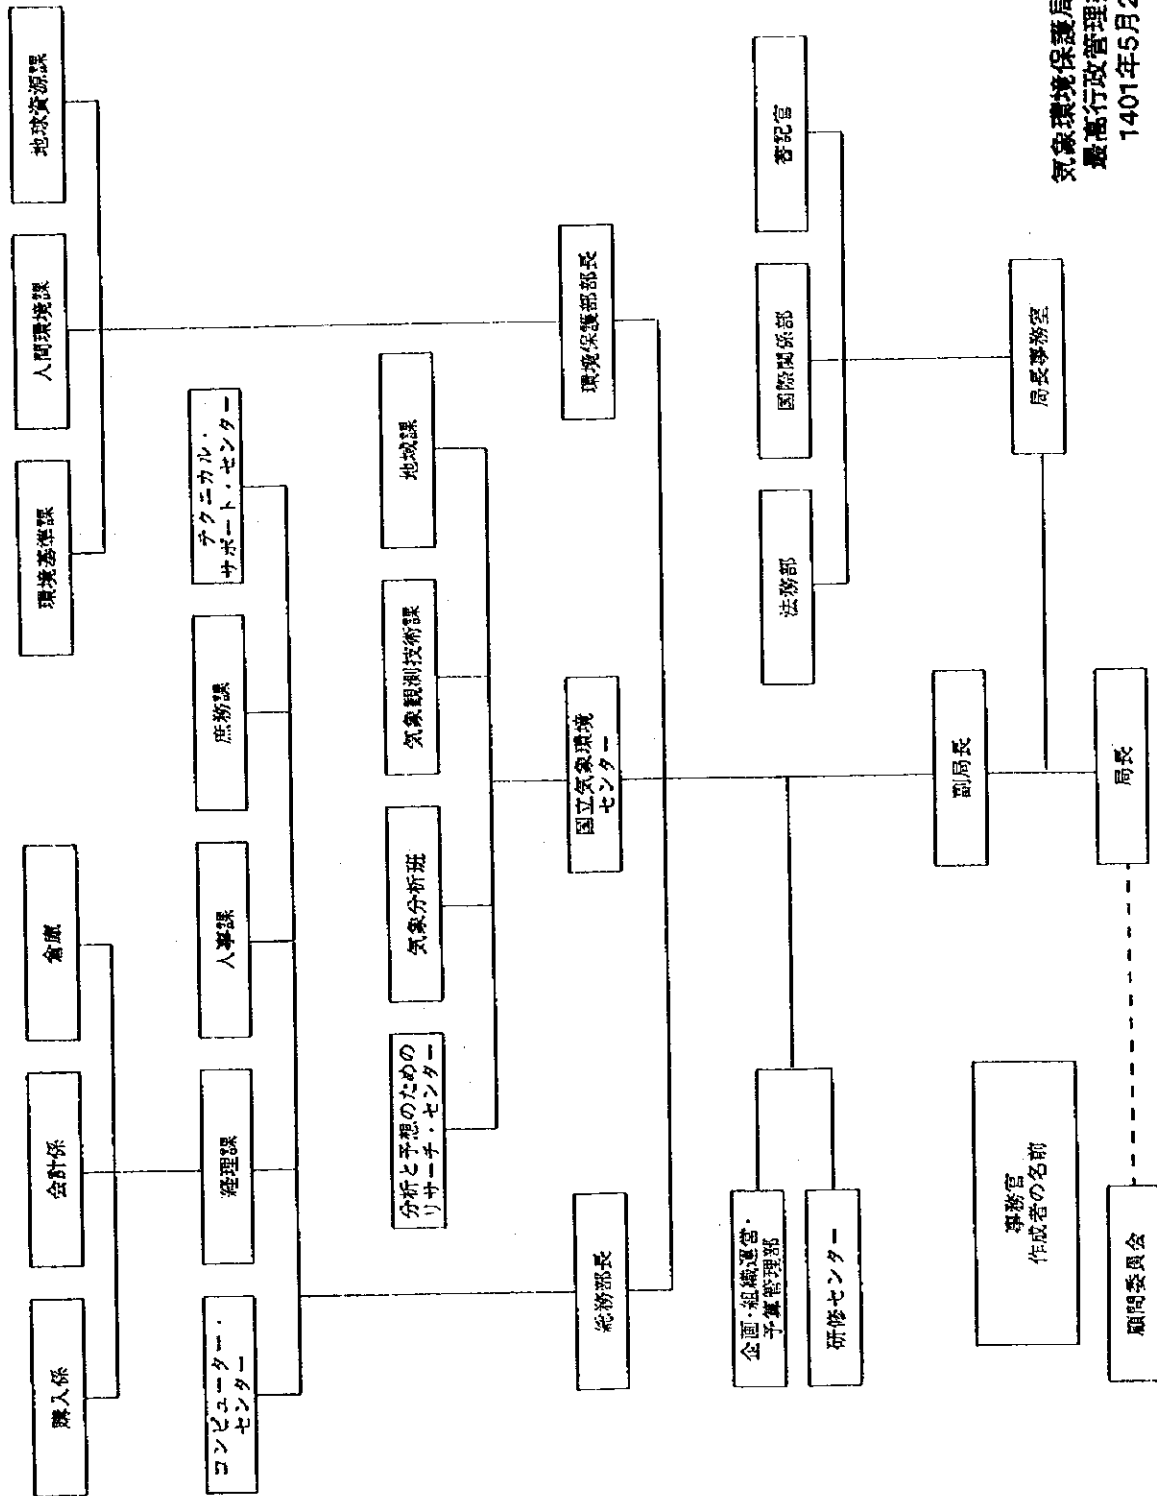 購入係
会計係
倉庫
環境基準課
人間環境課
地球資源課
コンピューター・
センター
経理課
人事課
庶務課
テクニカル・
サポート・センター
分析と予想のための
リサーチ・センター
気象分析班
気象観測技術課
地域課
総務部長
国立気象環境
センター
環境保護部部長
企画・組織運営・
予算管理部
研修センター
法務部
国際関係部
書記官
副局長
局長事務室
事務官
作成者の名前
顧問委員会
局長
気象環境保護局
最高行政管理
1401年5月2